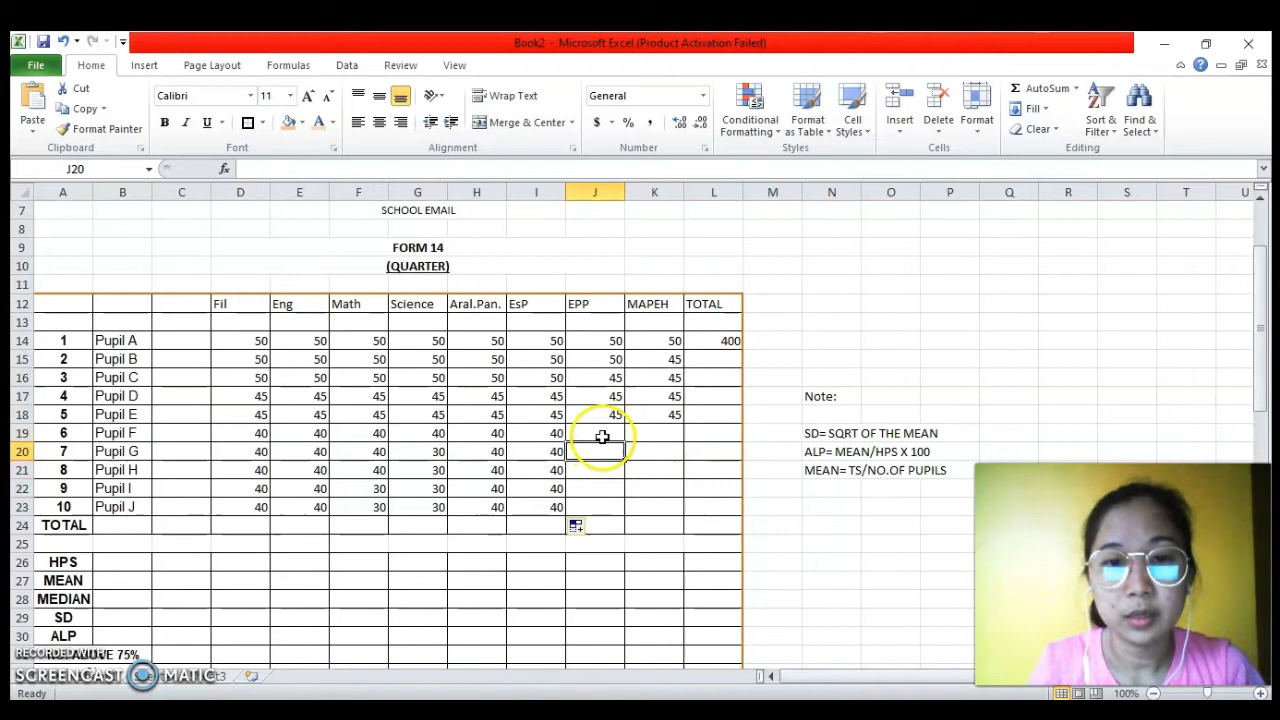 Book2 - Microsoft Excel (Product Activation Failed)
File Home Insert Page Layout Formulas Data Review View
Paste Cut Copy Format Painter
Calibri 11
B I U
Wrap Text
Merge & Center
General
$ % ,
Conditional Formatting Format as Table Cell Styles
Insert Delete Format
AutoSum Fill Clear
Sort & Filter Find & Select
Clipboard Font Alignment Number Styles Cells Editing
J20 fx
A B C D E F G H I J K L M N O P Q R S T U
7 SCHOOL EMAIL
8
9 FORM 14
10 (QUARTER)
11
12 Fil Eng Math Science Aral.Pan. EsP EPP MAPEH TOTAL
13
14 1 Pupil A 50 50 50 50 50 50 50 50 400
15 2 Pupil B 50 50 50 50 50 50 50 45
16 3 Pupil C 50 50 50 50 50 50 45 45
17 4 Pupil D 45 45 45 45 45 45 45 45 Note:
18 5 Pupil E 45 45 45 45 45 45 45 45
19 6 Pupil F 40 40 40 40 40 40 SD= SQRT OF THE MEAN
20 7 Pupil G 40 40 40 30 40 40 ALP= MEAN/HPS X 100
21 8 Pupil H 40 40 40 30 40 40 MEAN= TS/NO.OF PUPILS
22 9 Pupil I 40 40 30 30 40 40
23 10 Pupil J 40 40 30 30 40 40
24 TOTAL
25
26 HPS
27 MEAN
28 MEDIAN
29 SD
30 ALP
ABOVE 75%
RECORDED WITH
SCREENCAST MATIC
Ready 100%